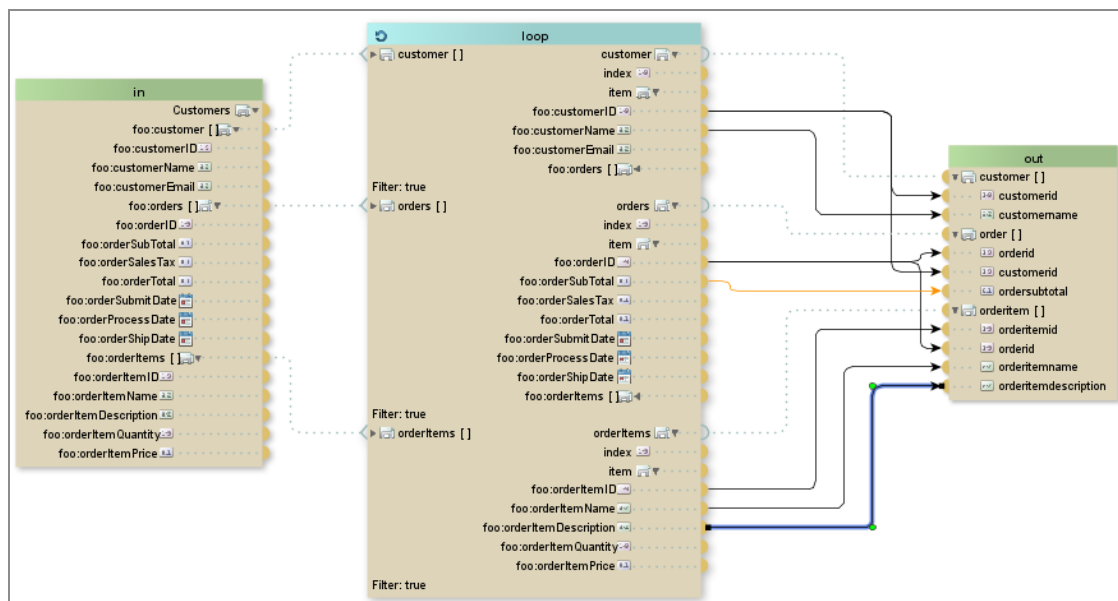 in
Customers
foo:customer [ ]
foo:customerID
foo:customerName
foo:customerEmail
foo:orders [ ]
foo:orderID
foo:orderSubTotal
foo:orderSalesTax
foo:orderTotal
foo:orderSubmitDate
foo:orderProcessDate
foo:orderShipDate
foo:orderItems [ ]
foo:orderItemID
foo:orderItemName
foo:orderItemDescription
foo:orderItemQuantity
foo:orderItemPrice
loop
customer [ ] customer
index
item
foo:customerID
foo:customerName
foo:customerEmail
foo:orders [ ]
Filter: true
orders [ ] orders
index
item
foo:orderID
foo:orderSubTotal
foo:orderSalesTax
foo:orderTotal
foo:orderSubmitDate
foo:orderProcessDate
foo:orderShipDate
foo:orderItems [ ]
Filter: true
orderItems [ ] orderItems
index
item
foo:orderItemID
foo:orderItemName
foo:orderItemDescription
foo:orderItemQuantity
foo:orderItemPrice
Filter: true
out
customer [ ]
customerid
customername
order [ ]
orderid
customerid
ordersubtotal
orderitem [ ]
orderitemid
orderid
orderitemname
orderitemdescription